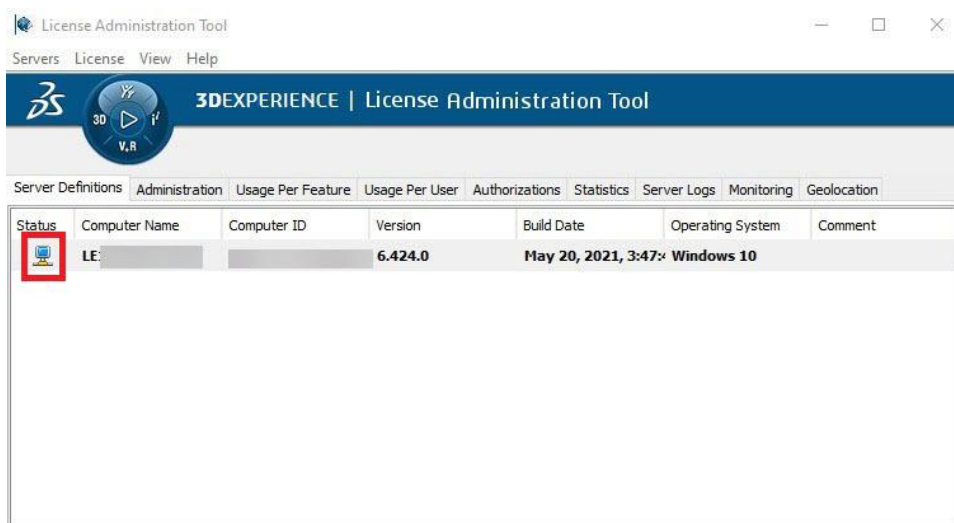 License Administration Tool
Servers License View Help
3DEXPERIENCE | License Administration Tool
3D V.R
Server Definitions Administration Usage Per Feature Usage Per User Authorizations Statistics Server Logs Monitoring Geolocation
Status Computer Name Computer ID Version Build Date Operating System Comment
LE 6.424.0 May 20, 2021, 3:47:4 Windows 10